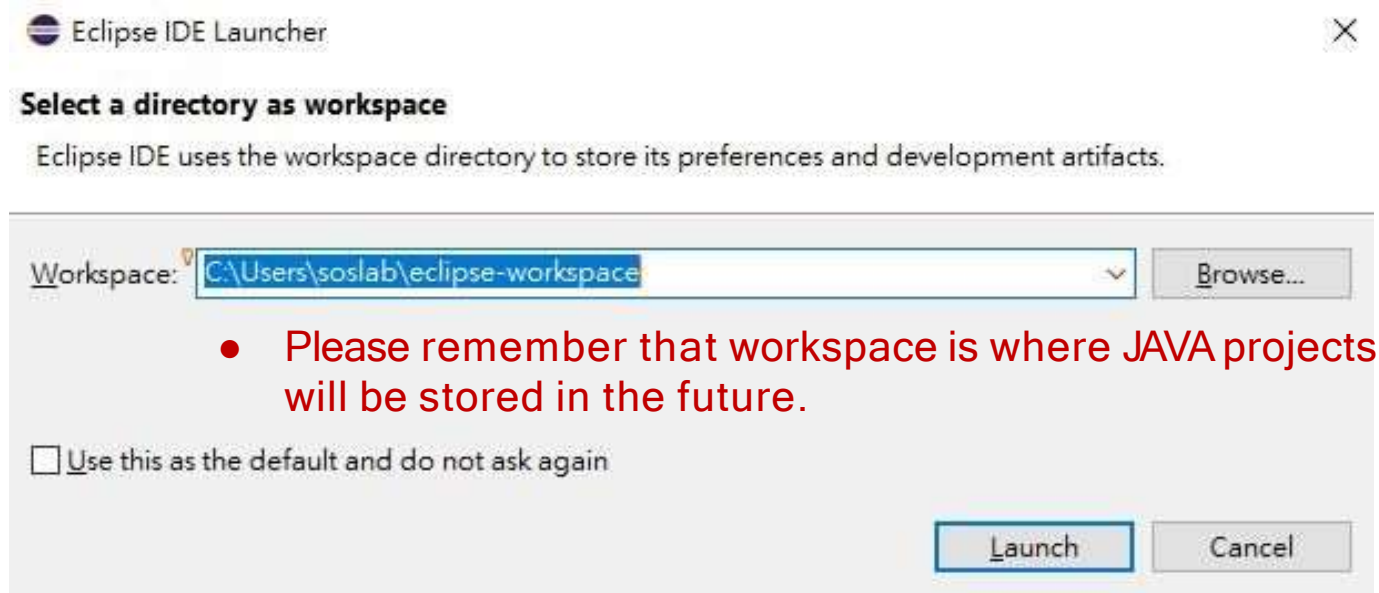 Eclipse IDE Launcher
Select a directory as workspace
Eclipse IDE uses the workspace directory to store its preferences and development artifacts.
Workspace: C:\Users\soslab\eclipse-workspace Browse...
● Please remember that workspace is where JAVA projects
will be stored in the future.
Use this as the default and do not ask again
Launch Cancel